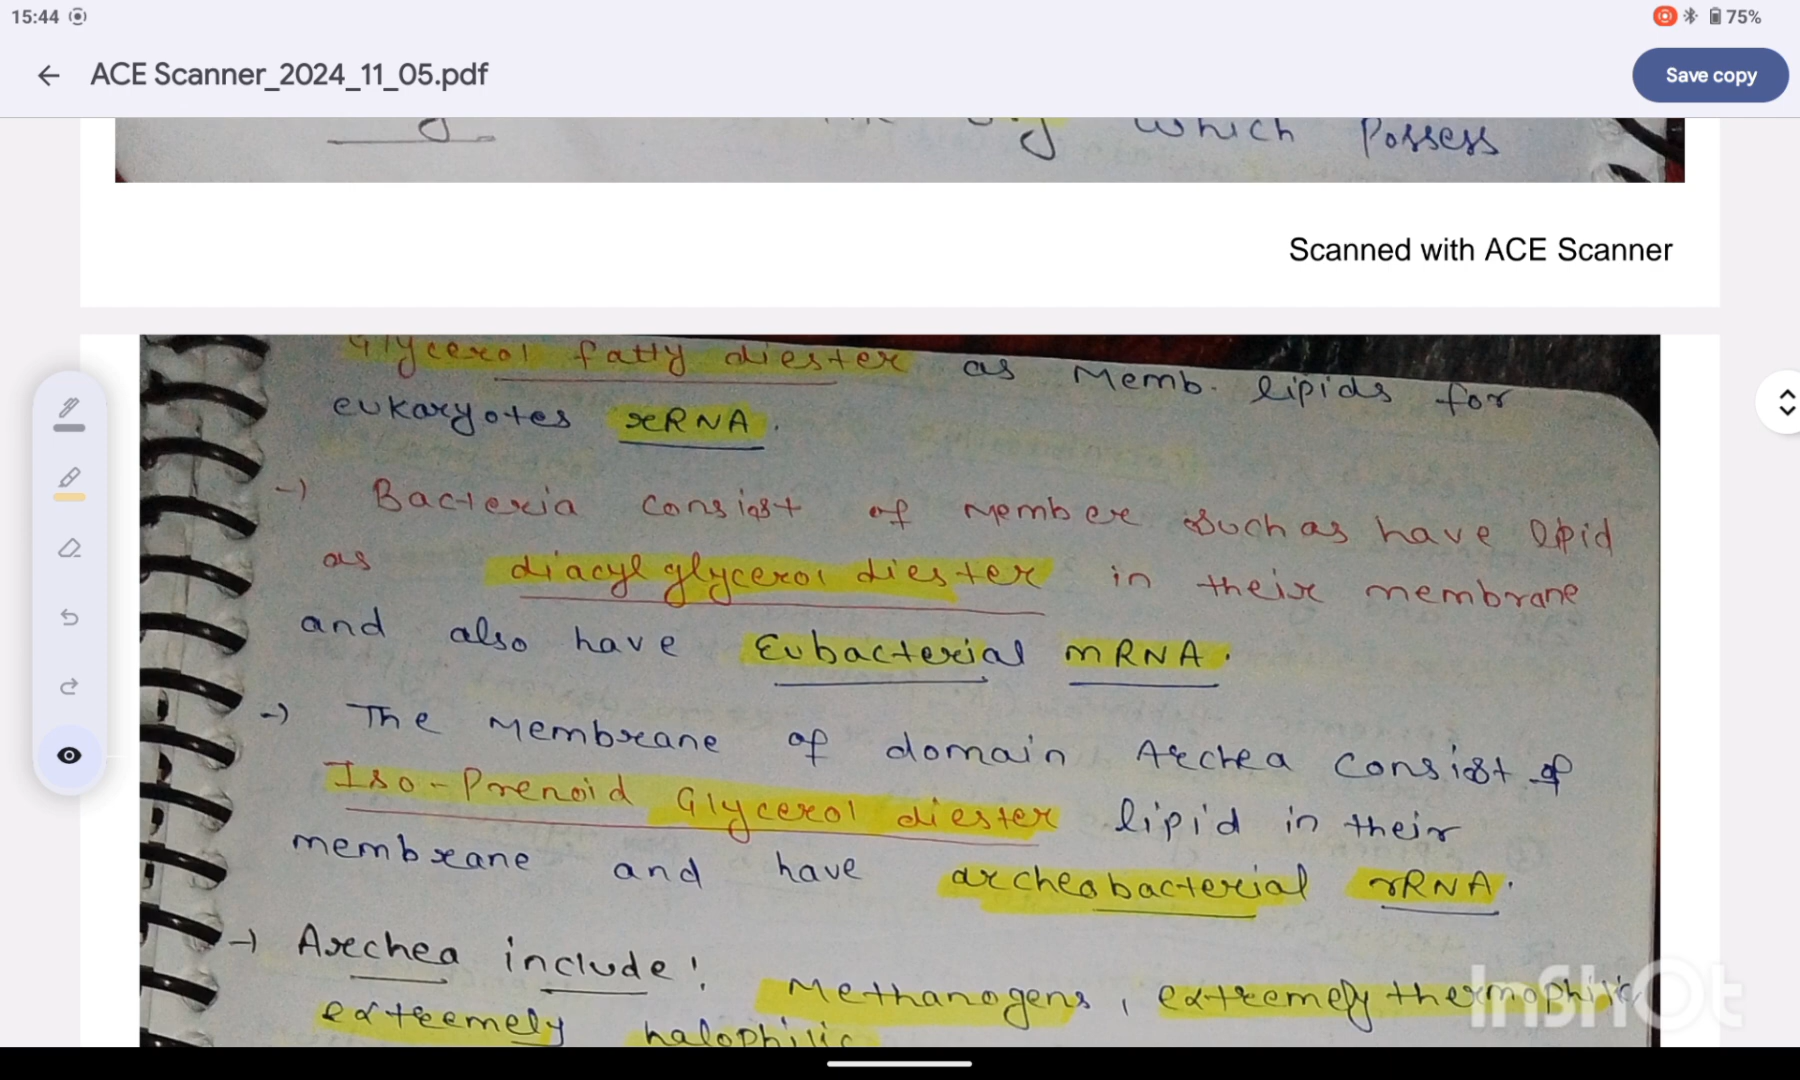 15:44
75%
ACE Scanner_2024_11_05.pdf
Save copy
which Possess
Scanned with ACE Scanner
Glycerol fatty diester as Memb. lipids for
eukaryotes rRNA.
→ Bacteria consist of member such as have lipid
as diacyl glycerol diester in their membrane
and also have Eubacterial mRNA.
→ The Membrane of domain Archea consist of
Iso-Prenoid Glycerol diester lipid in their
membrane and have archeabacterial rRNA.
→ Archea include:
Methanogens, extremely thermophilic
extremely halophilic
InShOt